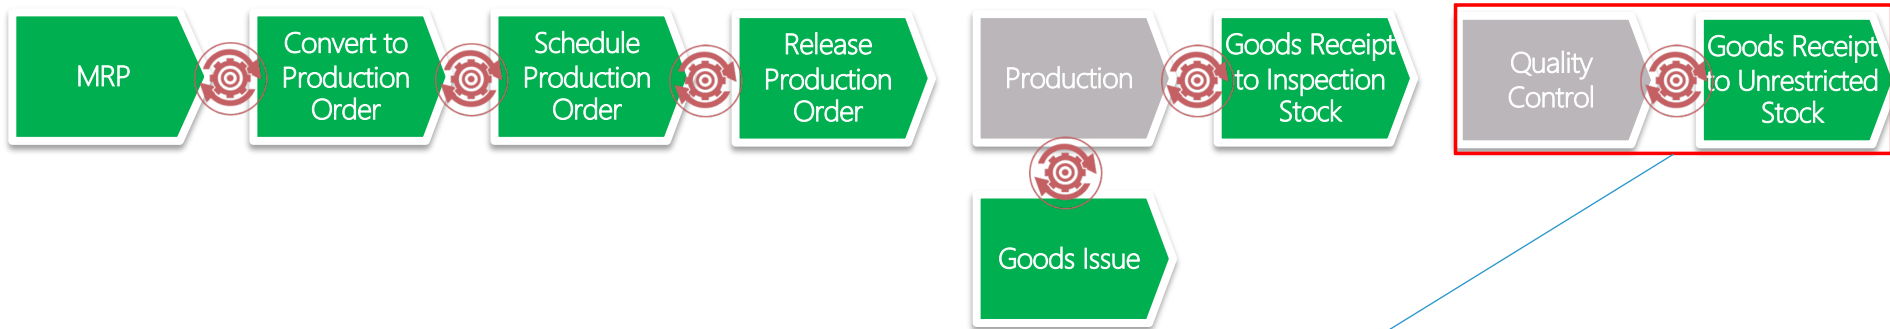 MRP
Convert to
Production
Order
Schedule
Production
Order
Release
Production
Order
Production
Goods Receipt
to Inspection
Stock
Quality
Control
Goods Receipt
to Unrestricted
Stock
Goods Issue